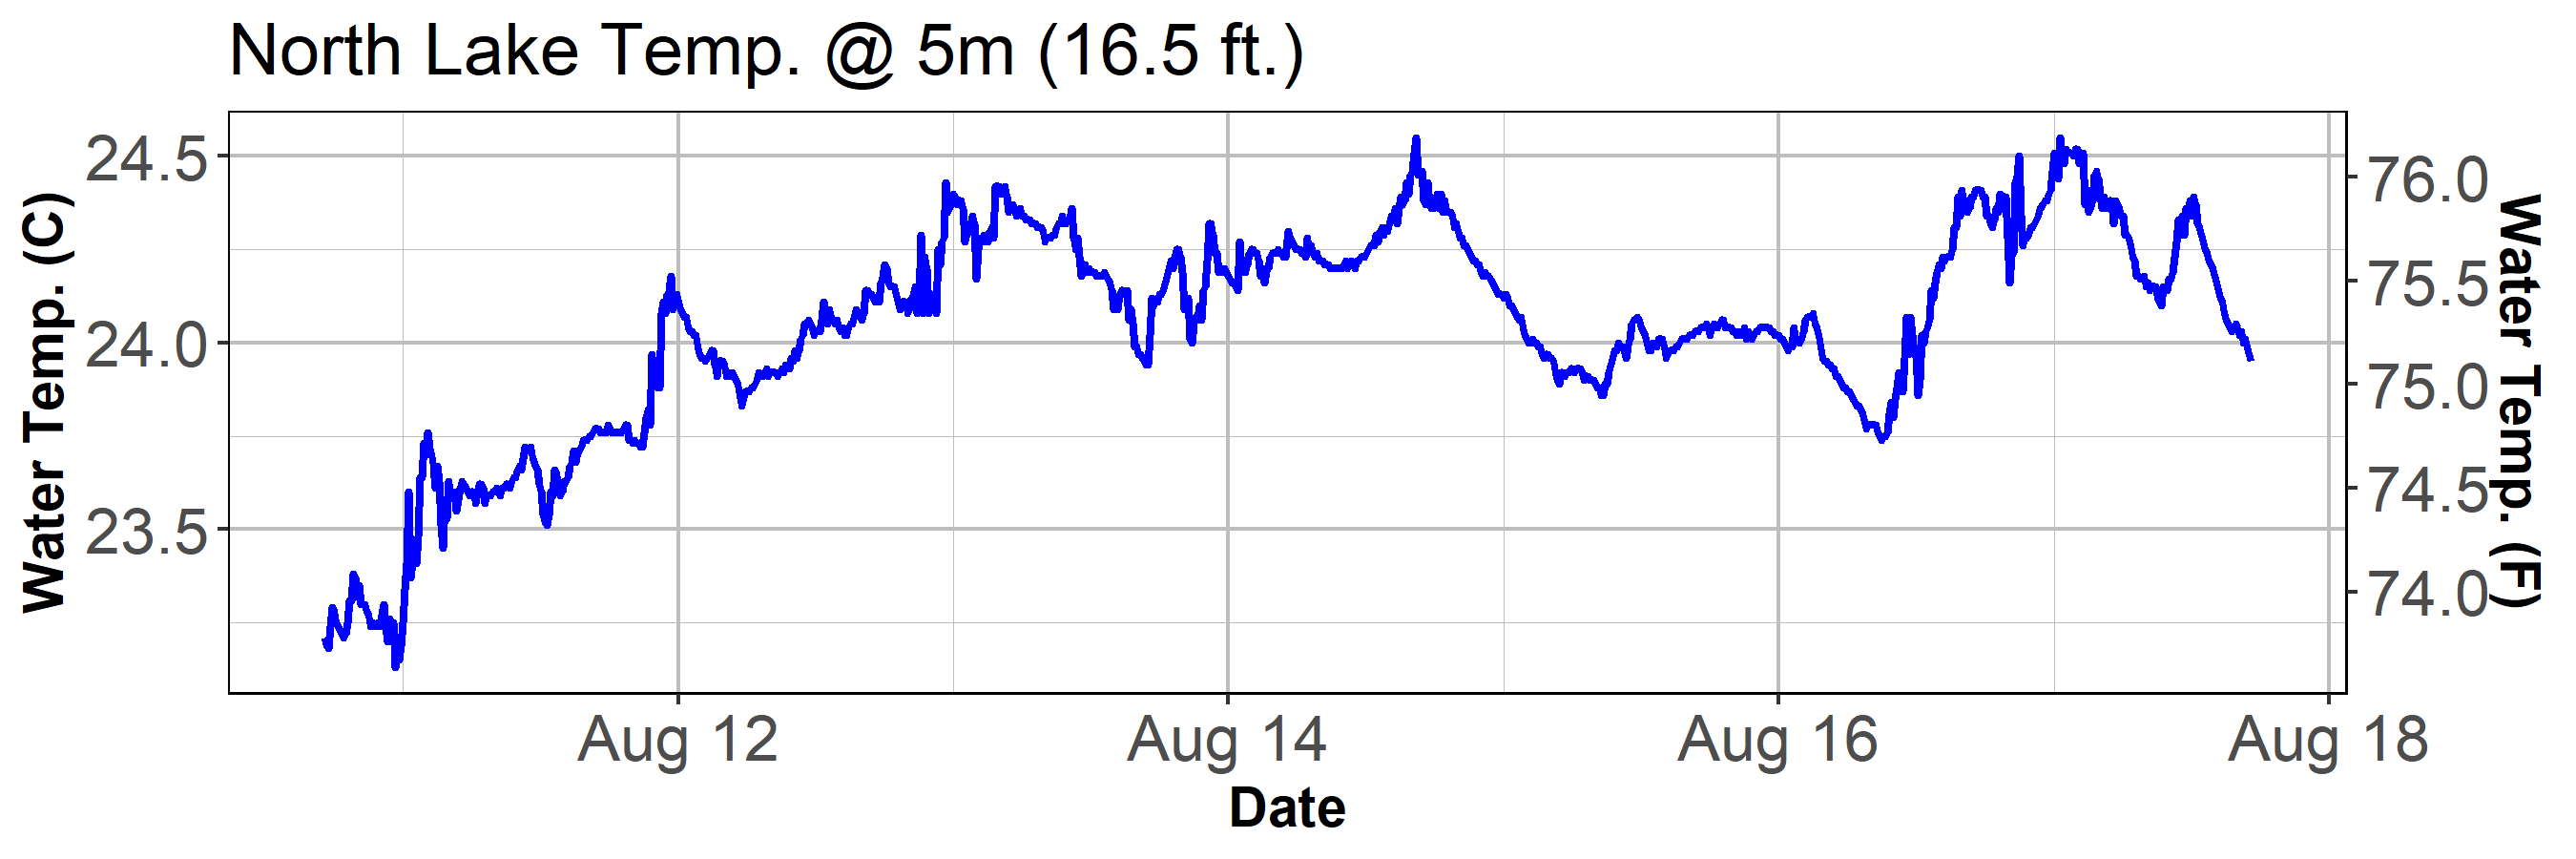 North Lake Temp. @ 5m (16.5 ft.)
Water Temp. (C)
24.5
24.0
23.5
76.0
75.5
75.0
74.5
74.0
Water Temp. (F)
Aug 12 Aug 14 Aug 16 Aug 18
Date